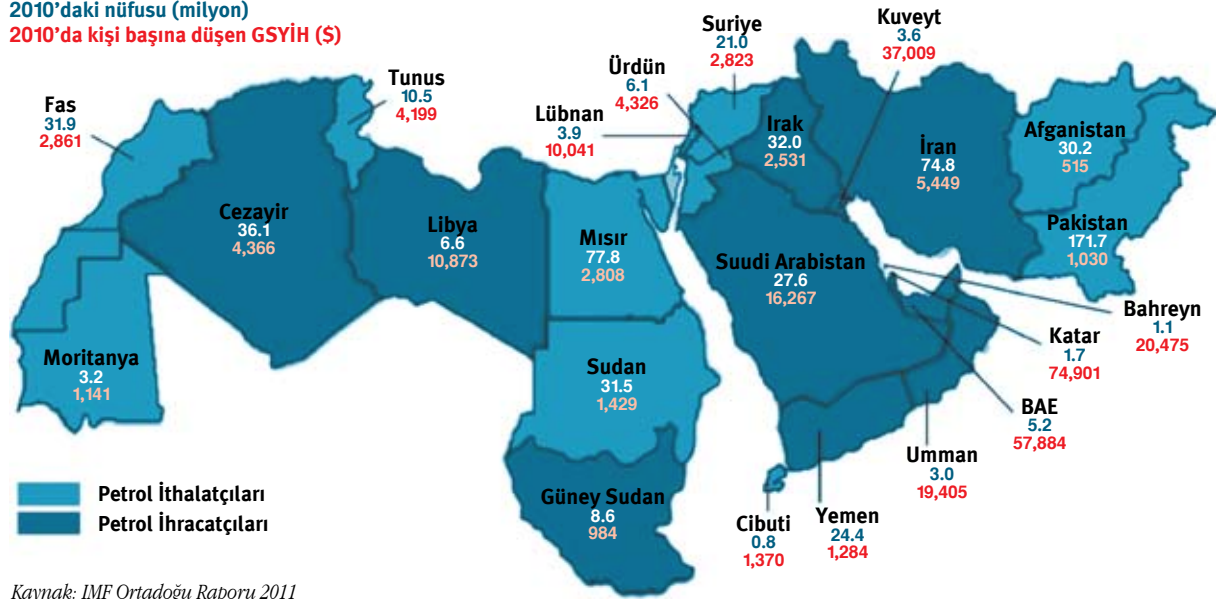 2010'daki nüfusu (milyon)
2010'da kişi başına düşen GSYİH ($)
Fas
31.9
2,861
Tunus
10.5
4,199
Cezayir
36.1
4,366
Libya
6.6
10,873
Mısır
77.8
2,808
Moritanya
3.2
1,141
Sudan
31.5
1,429
Güney Sudan
8.6
984
Lübnan
3.9
10,041
Ürdün
6.1
4,326
Suriye
21.0
2,823
Irak
32.0
2,531
Kuveyt
3.6
37,009
İran
74.8
5,449
Afganistan
30.2
515
Pakistan
171.7
1,030
Suudi Arabistan
27.6
16,267
Bahreyn
1.1
20,475
Katar
1.7
74,901
BAE
5.2
57,884
Umman
3.0
19,405
Yemen
24.4
1,284
Cibuti
0.8
1,370
Petrol İthalatçıları
Petrol İhracatçıları
Kaynak: IMF Ortadoğu Raporu 2011